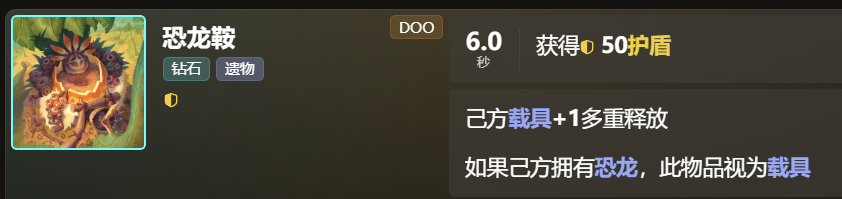 恐龙鞍
DOO
钻石 遗物
6.0
秒
获得 50护盾
己方载具+1多重释放
如果己方拥有恐龙，此物品视为载具